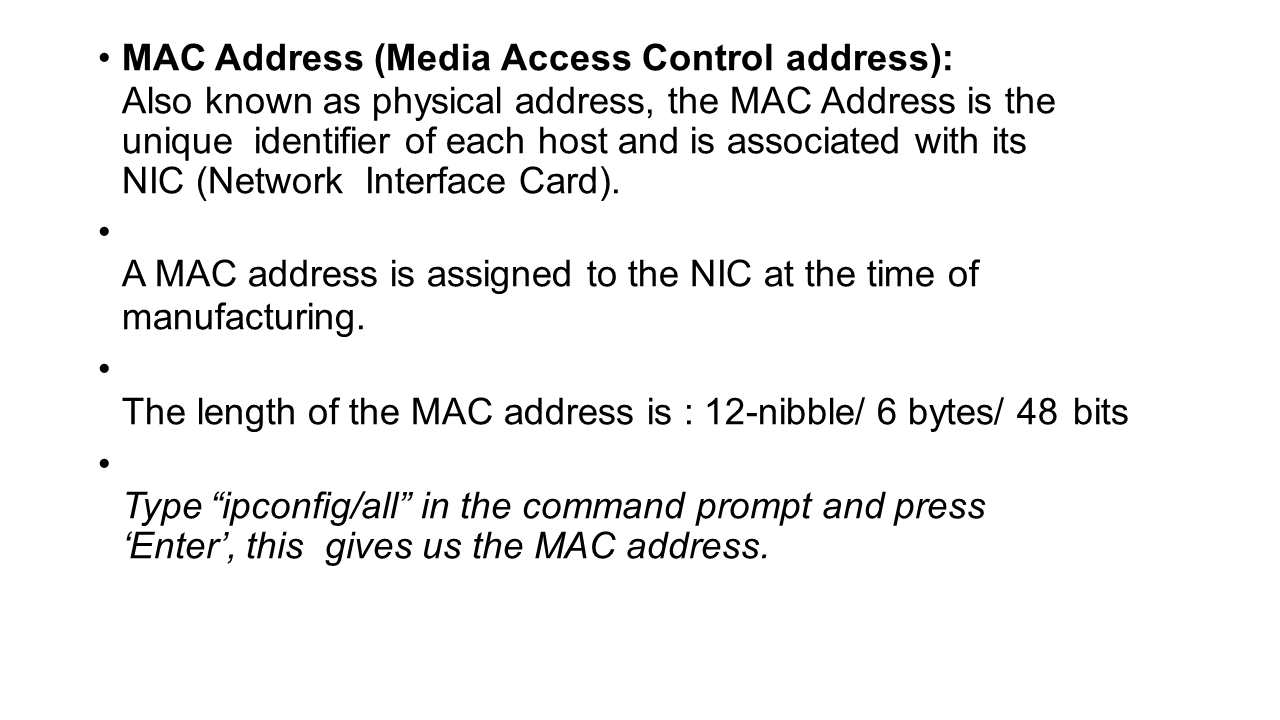 • MAC Address (Media Access Control address):
Also known as physical address, the MAC Address is the
unique  identifier of each host and is associated with its
NIC (Network  Interface Card).
•
A MAC address is assigned to the NIC at the time of
manufacturing.
•
The length of the MAC address is : 12-nibble/ 6 bytes/ 48 bits
•
Type “ipconfig/all” in the command prompt and press
‘Enter’, this  gives us the MAC address.